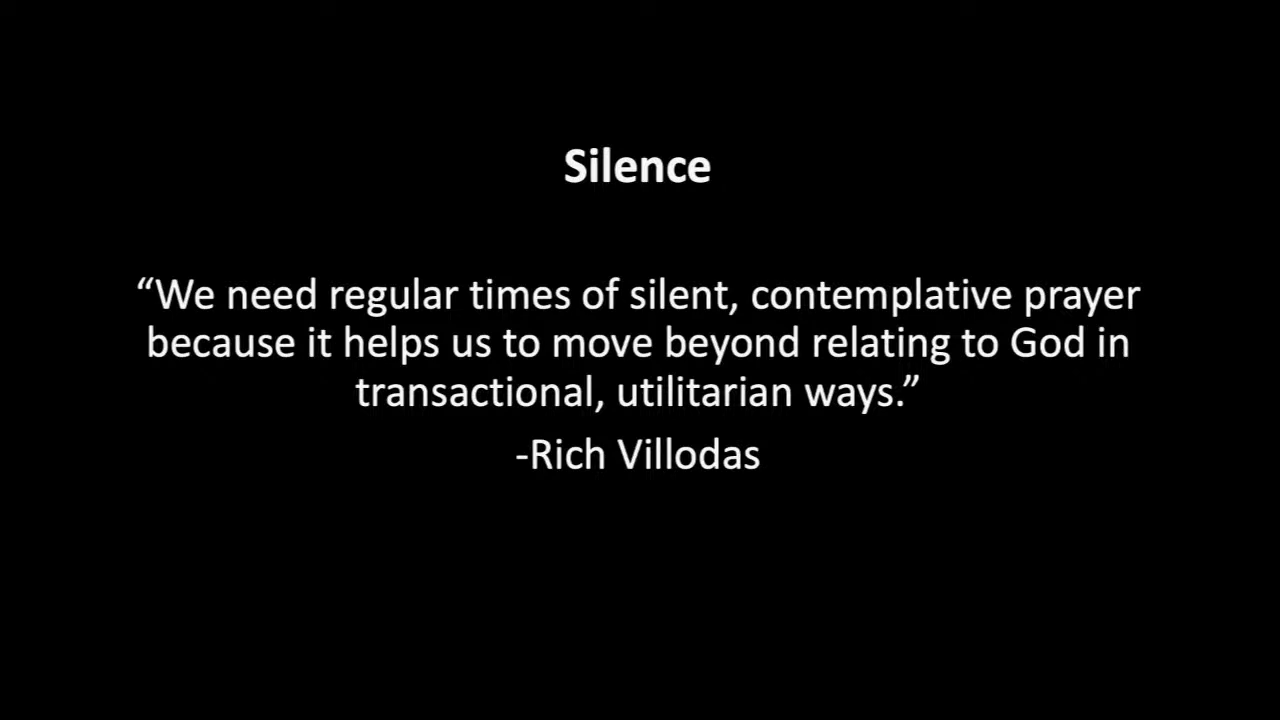 Silence
“We need regular times of silent, contemplative prayer
because it helps us to move beyond relating to God in
transactional, utilitarian ways.”
-Rich Villodas